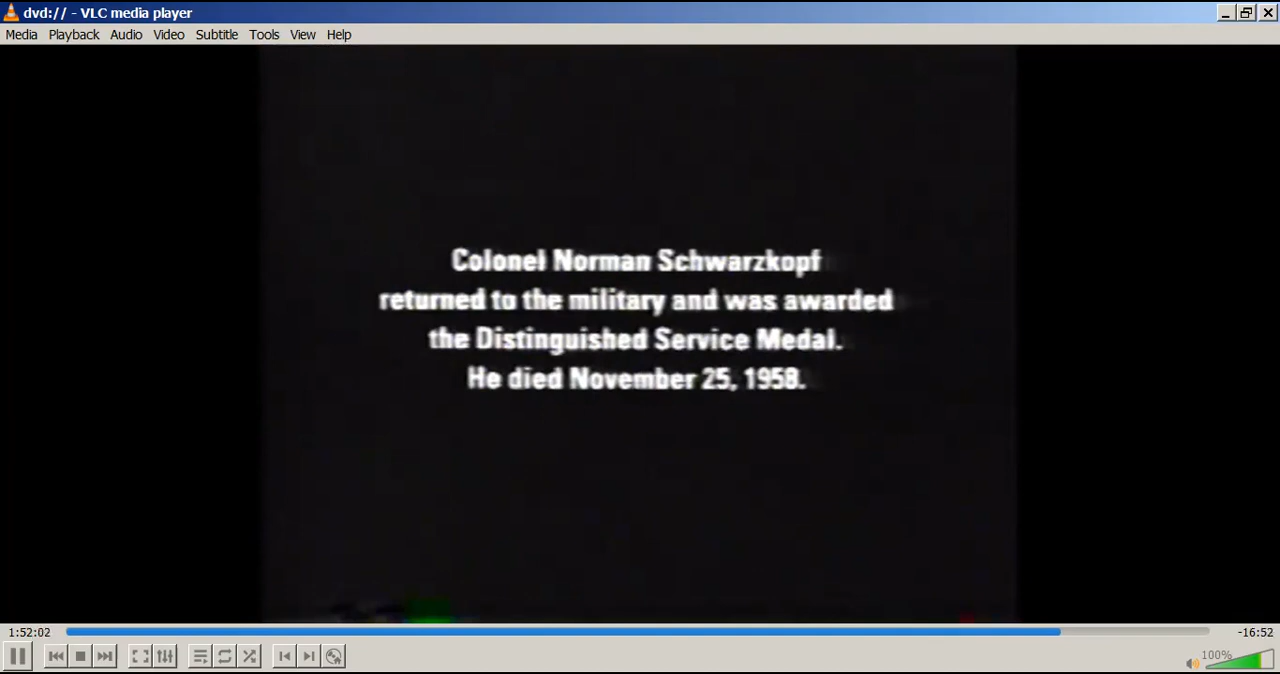 dvd:// - VLC media player
Media Playback Audio Video Subtitle Tools View Help
Colonel Norman Schwarzkopf
returned to the military and was awarded
the Distinguished Service Medal.
He died November 25, 1958.
1:52:02 -16:52
100%